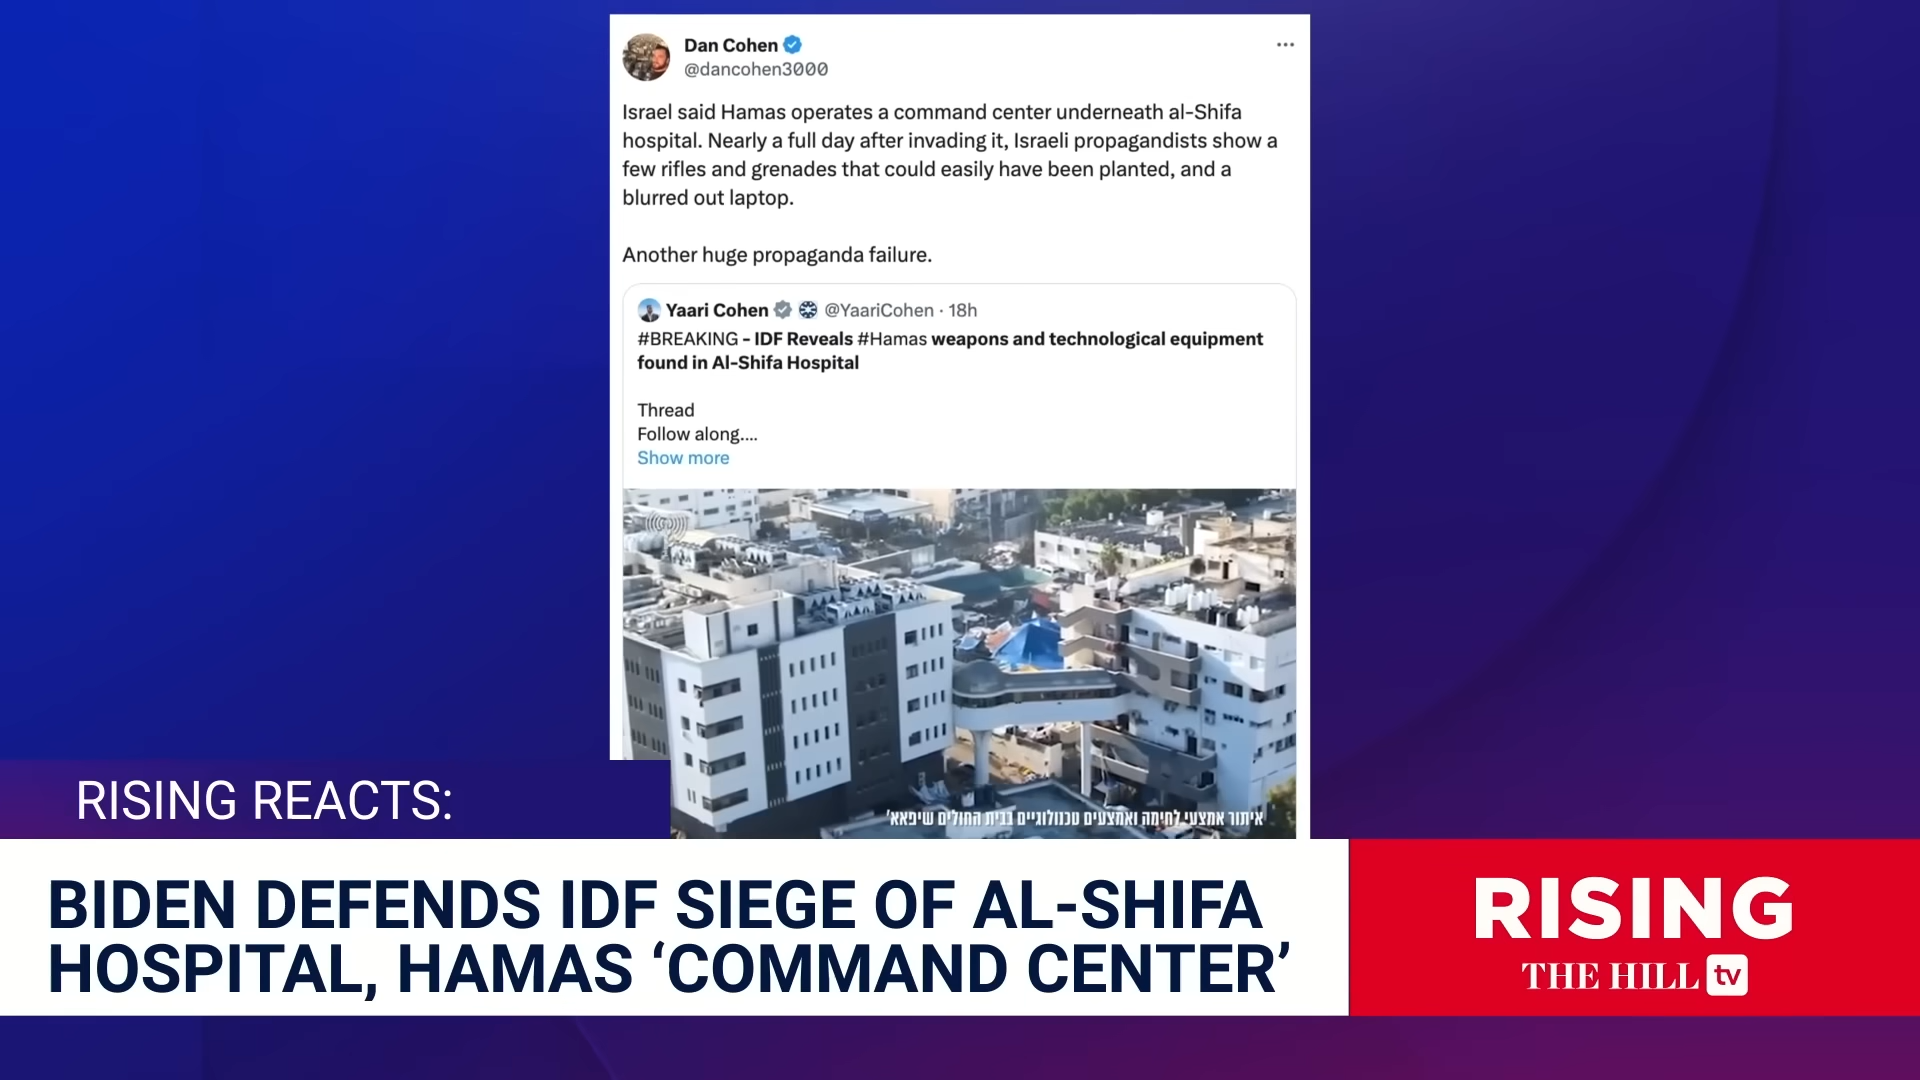 Dan Cohen
@dancohen3000
Israel said Hamas operates a command center underneath al-Shifa
hospital. Nearly a full day after invading it, Israeli propagandists show a
few rifles and grenades that could easily have been planted, and a
blurred out laptop.
Another huge propaganda failure.
Yaari Cohen @YaariCohen · 18h
#BREAKING - IDF Reveals #Hamas weapons and technological equipment
found in Al-Shifa Hospital
Thread
Follow along....
Show more
איתור אמצעי לחימה ואמצעים טכנולוגיים בבית החולים שיפאא'
RISING REACTS:
BIDEN DEFENDS IDF SIEGE OF AL-SHIFA
HOSPITAL, HAMAS ‘COMMAND CENTER’
RISING
THE HILL tv